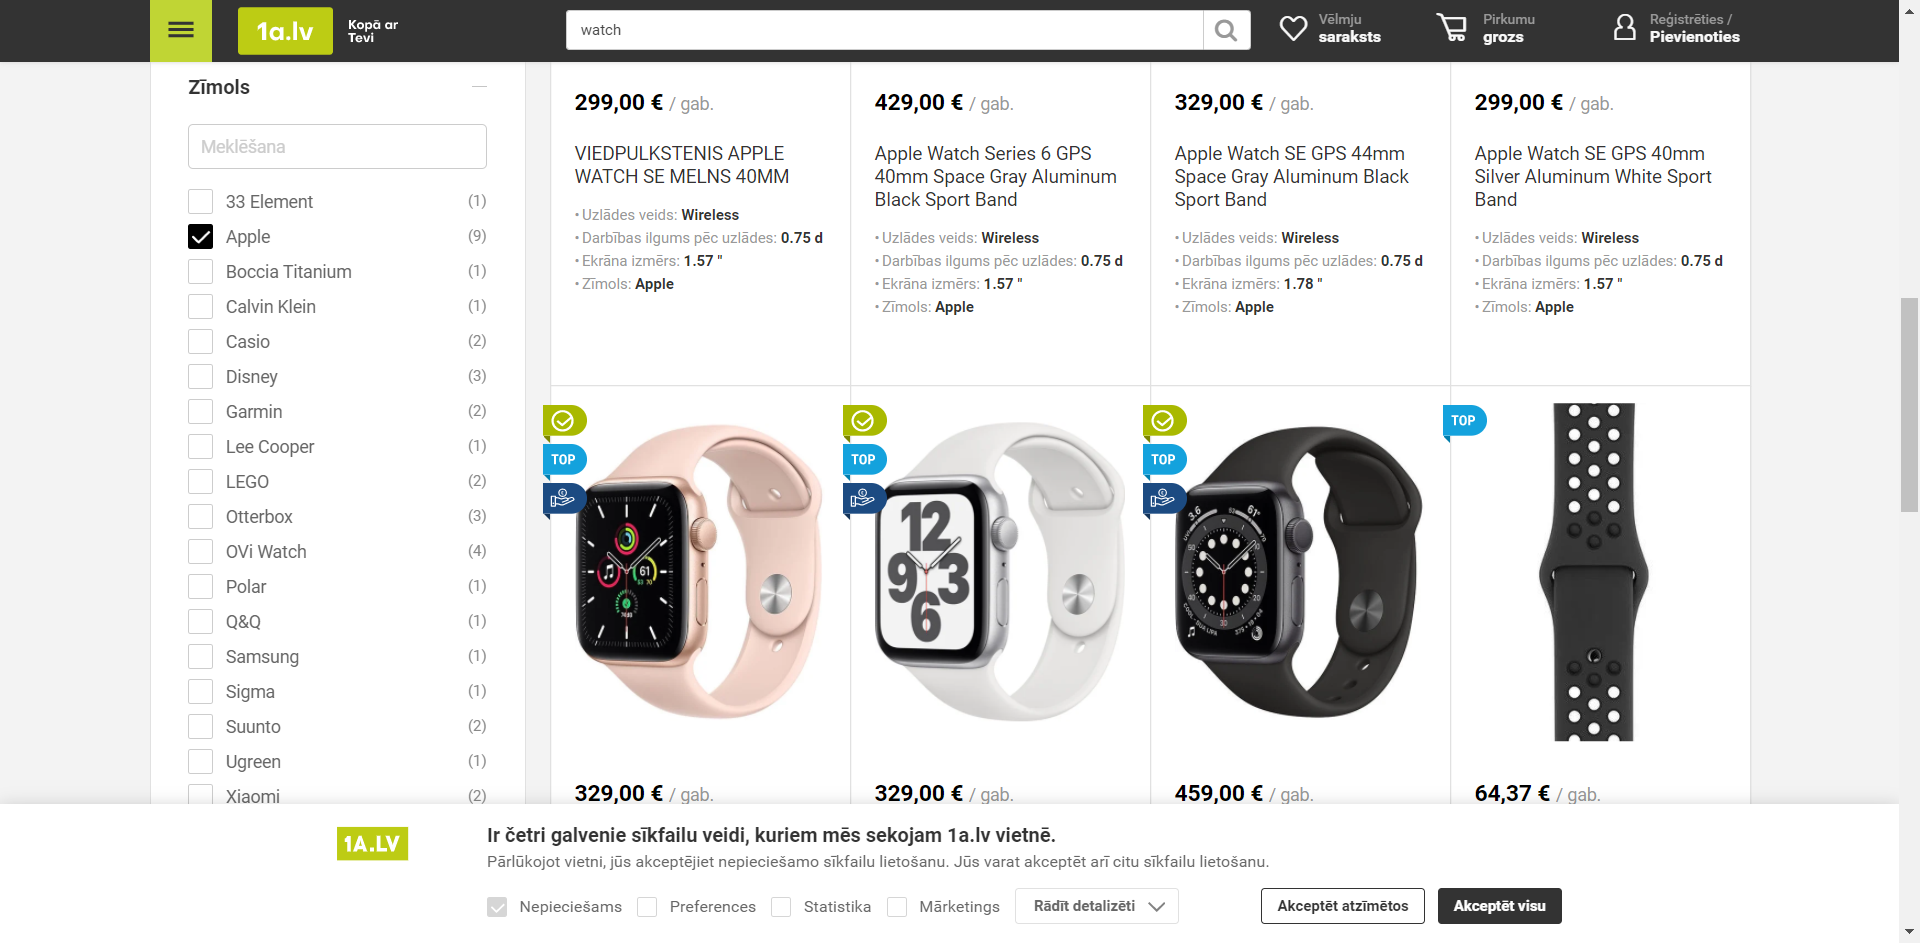 1a.lv
Kopā ar
Tevi
watch
Vēlmju
saraksts
Pirkumu
grozs
Reģistrēties /
Pievienoties
Zīmols
Meklēšana
33 Element (1)
Apple (9)
Boccia Titanium (1)
Calvin Klein (1)
Casio (2)
Disney (3)
Garmin (2)
Lee Cooper (1)
LEGO (2)
Otterbox (3)
OVi Watch (4)
Polar (1)
Q&Q (1)
Samsung (1)
Sigma (1)
Suunto (2)
Ugreen (1)
Xiaomi (2)
299,00 € / gab.
VIEDPULKSTENIS APPLE
WATCH SE MELNS 40MM
• Uzlādes veids: Wireless
• Darbības ilgums pēc uzlādes: 0.75 d
• Ekrāna izmērs: 1.57 "
• Zīmols: Apple
429,00 € / gab.
Apple Watch Series 6 GPS
40mm Space Gray Aluminum
Black Sport Band
• Uzlādes veids: Wireless
• Darbības ilgums pēc uzlādes: 0.75 d
• Ekrāna izmērs: 1.57 "
• Zīmols: Apple
329,00 € / gab.
Apple Watch SE GPS 44mm
Space Gray Aluminum Black
Sport Band
• Uzlādes veids: Wireless
• Darbības ilgums pēc uzlādes: 0.75 d
• Ekrāna izmērs: 1.78 "
• Zīmols: Apple
299,00 € / gab.
Apple Watch SE GPS 40mm
Silver Aluminum White Sport
Band
• Uzlādes veids: Wireless
• Darbības ilgums pēc uzlādes: 0.75 d
• Ekrāna izmērs: 1.57 "
• Zīmols: Apple
TOP
61
329,00 € / gab.
TOP
12
9 3
6
329,00 € / gab.
TOP
3.6
61°
459,00 € / gab.
TOP
64,37 € / gab.
1A.LV
Ir četri galvenie sīkfailu veidi, kuriem mēs sekojam 1a.lv vietnē.
Pārlūkojot vietni, jūs akceptējiet nepieciešamo sīkfailu lietošanu. Jūs varat akceptēt arī citu sīkfailu lietošanu.
Nepieciešams Preferences Statistika Mārketings Rādīt detalizēti Akceptēt atzīmētos Akceptēt visu